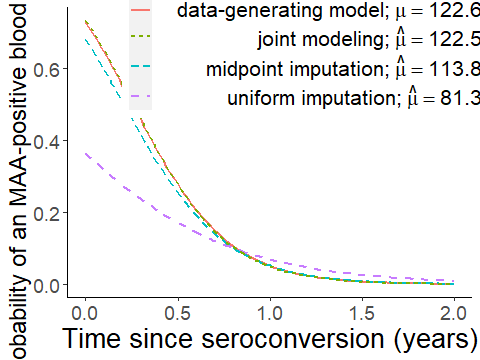 data-generating model; μ = 122.6
joint modeling; μ̂ = 122.5
midpoint imputation; μ̂ = 113.8
uniform imputation; μ̂ = 81.3
obability of an MAA-positive blood
0.6
0.4
0.2
0.0
0.0 0.5 1.0 1.5 2.0
Time since seroconversion (years)